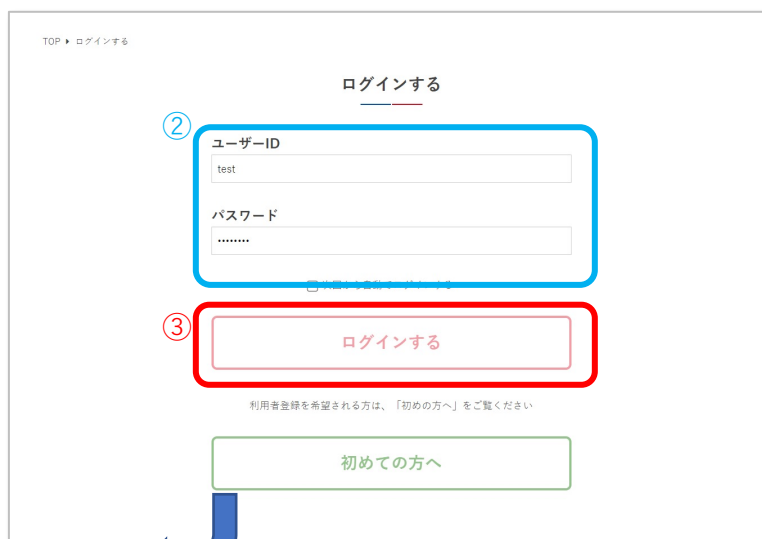 TOP ▸ ログインする
ログインする
②
ユーザーID
test
パスワード
••••••••
③
ログインする
利用者登録を希望される方は、「初めの方へ」をご覧ください
初めての方へ